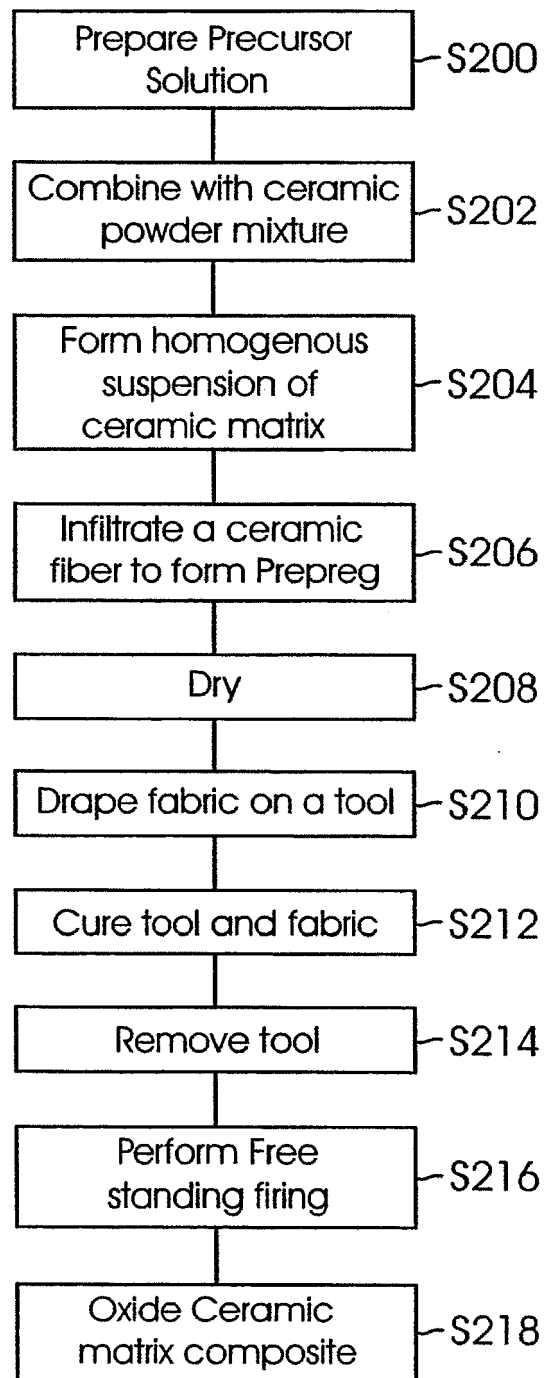 Prepare Precursor
Solution
S200
Combine with ceramic
powder mixture
S202
Form homogenous
suspension of
ceramic matrix
S204
Infiltrate a ceramic
fiber to form Prepreg
S206
Dry
S208
Drape fabric on a tool
S210
Cure tool and fabric
S212
Remove tool
S214
Perform Free
standing firing
S216
Oxide Ceramic
matrix composite
S218